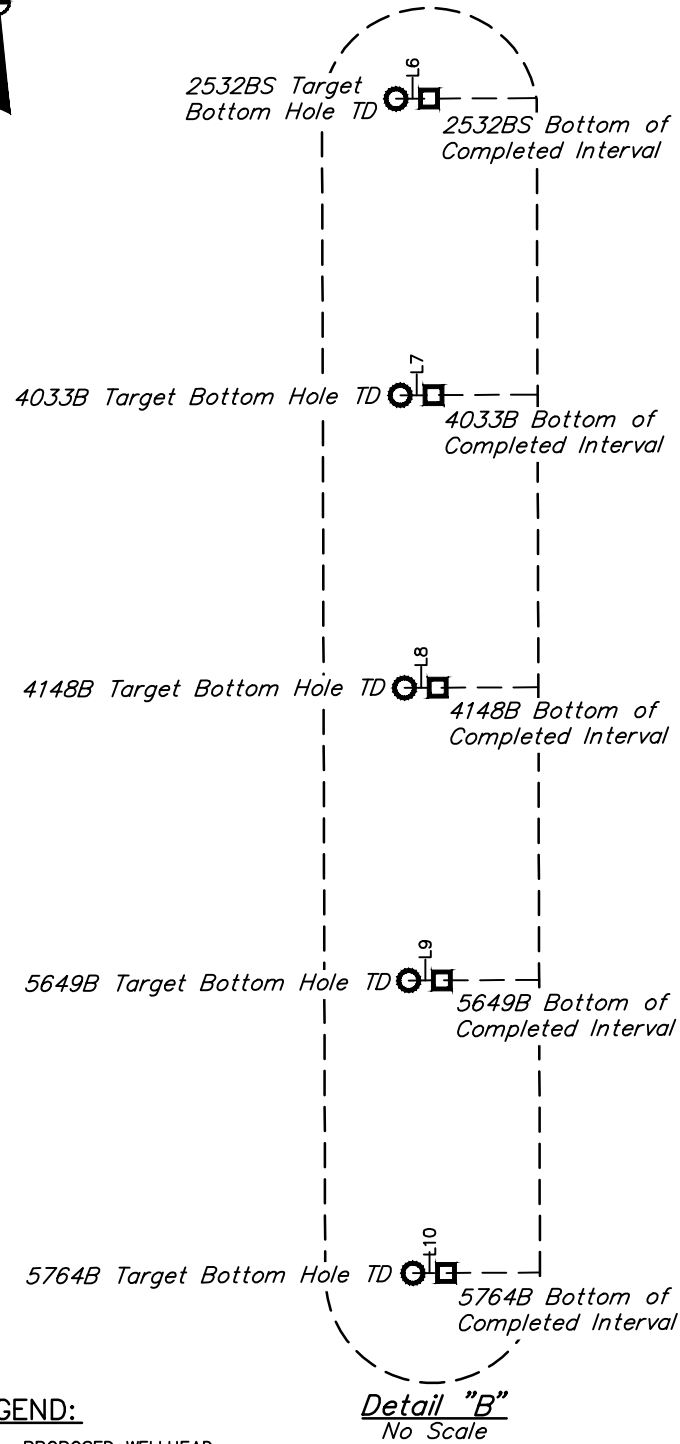 L6
2532BS Target
Bottom Hole TD
2532BS Bottom of
Completed Interval
L7
4033B Target Bottom Hole TD
4033B Bottom of
Completed Interval
L8
4148B Target Bottom Hole TD
4148B Bottom of
Completed Interval
L9
5649B Target Bottom Hole TD
5649B Bottom of
Completed Interval
L10
5764B Target Bottom Hole TD
5764B Bottom of
Completed Interval
GEND:
Detail "B"
No Scale